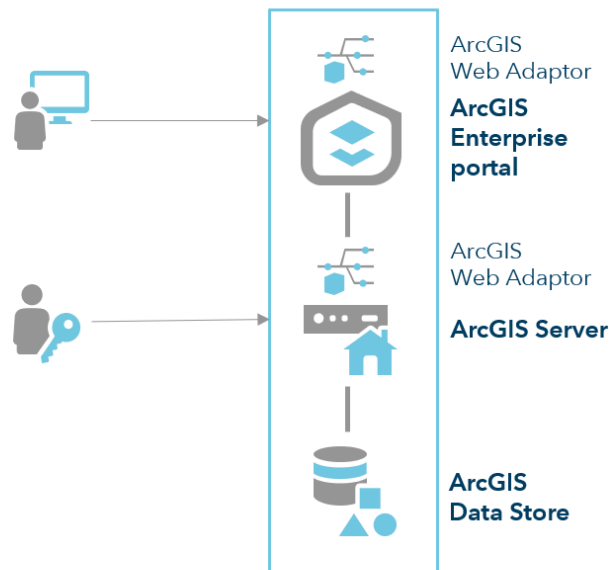 ArcGIS
Web Adaptor
ArcGIS
Enterprise
portal
ArcGIS
Web Adaptor
ArcGIS Server
ArcGIS
Data Store